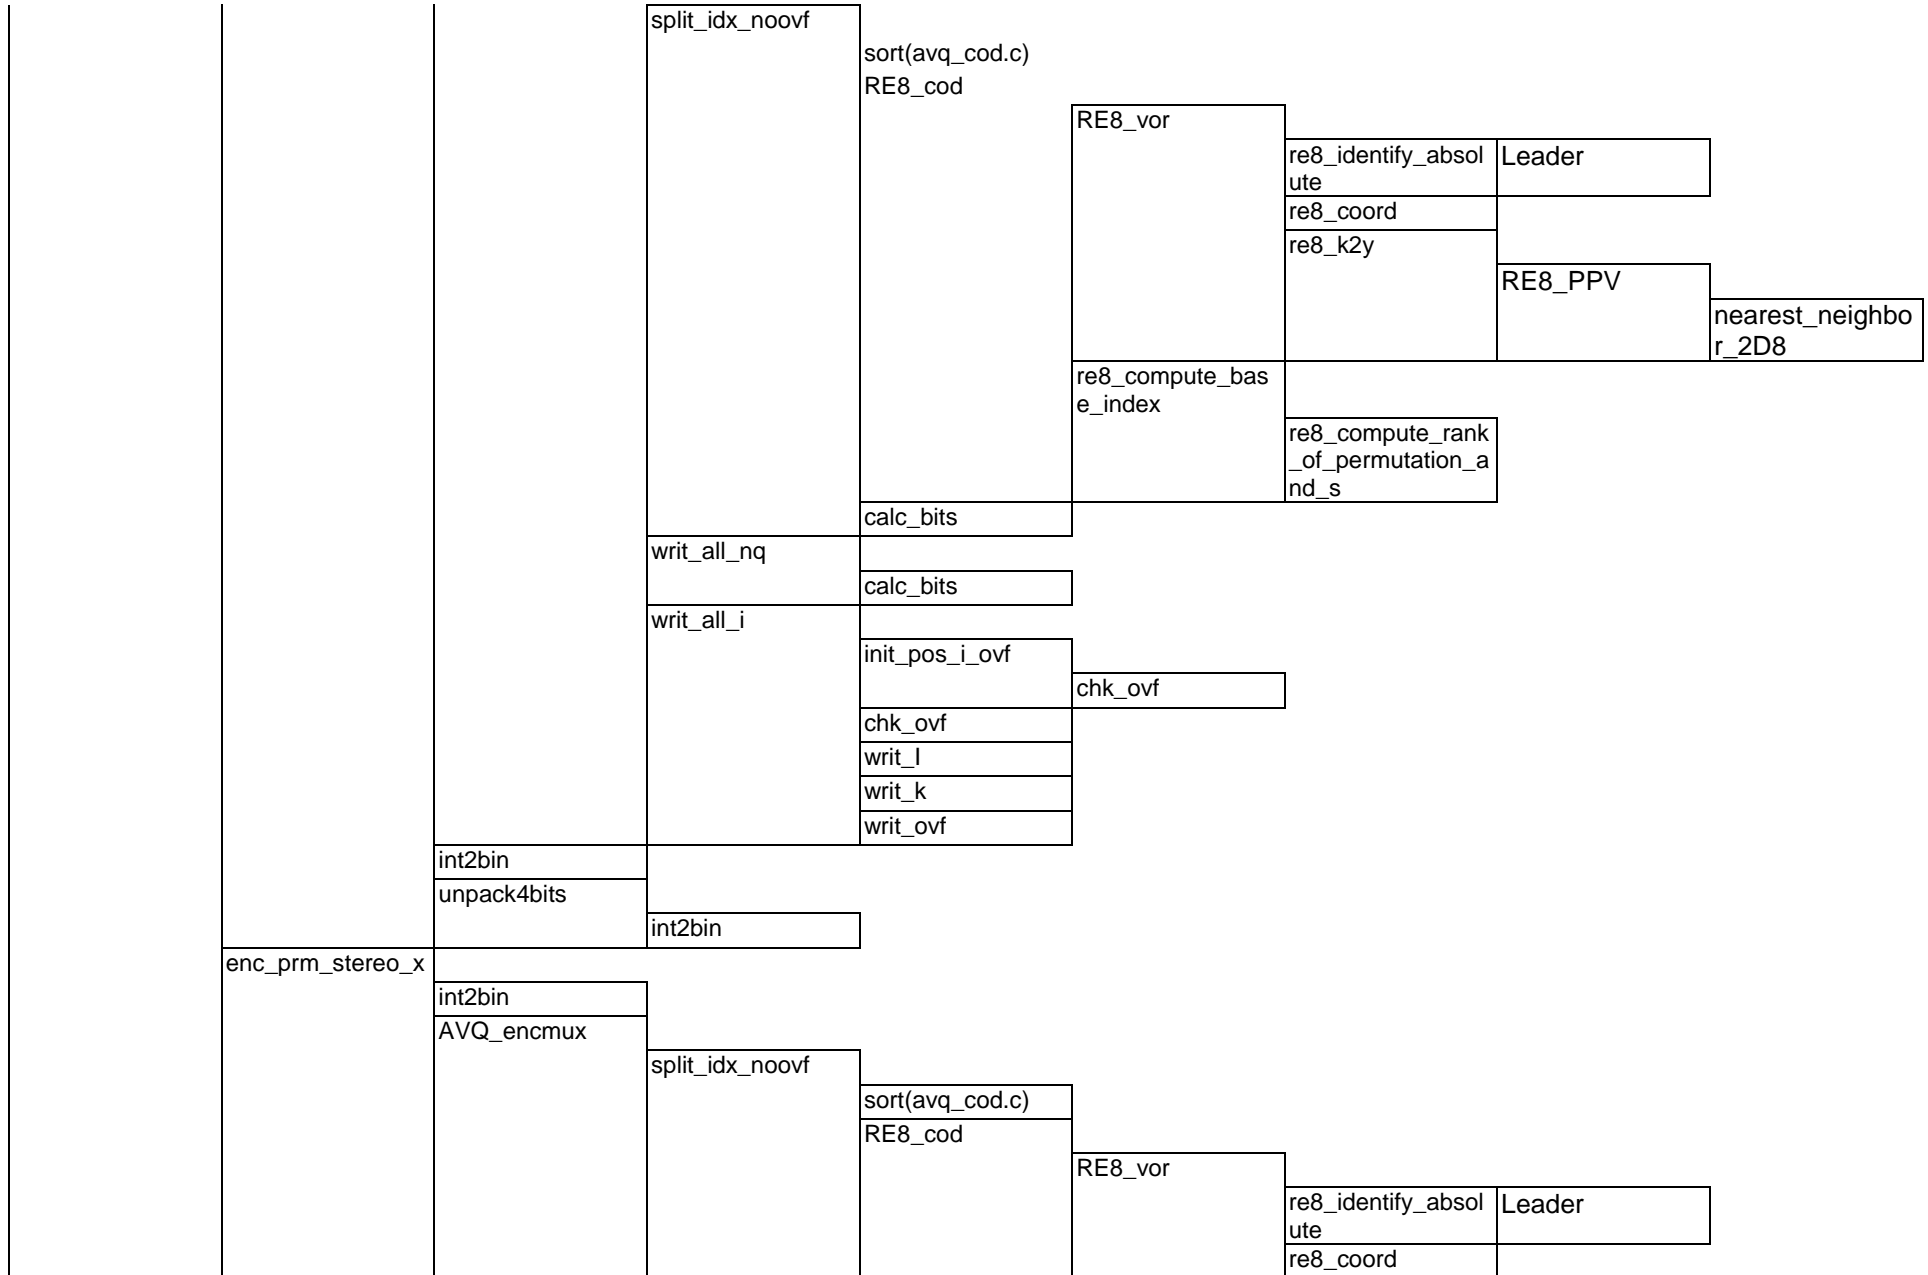 split_idx_noovf
sort(avq_cod.c)
RE8_cod
RE8_vor
re8_identify_absol
ute
Leader
re8_coord
re8_k2y
RE8_PPV
nearest_neighbo
r_2D8
re8_compute_bas
e_index
re8_compute_rank
_of_permutation_a
nd_s
calc_bits
writ_all_nq
calc_bits
writ_all_i
init_pos_i_ovf
chk_ovf
chk_ovf
writ_I
writ_k
writ_ovf
int2bin
unpack4bits
int2bin
enc_prm_stereo_x
int2bin
AVQ_encmux
split_idx_noovf
sort(avq_cod.c)
RE8_cod
RE8_vor
re8_identify_absol
ute
Leader
re8_coord